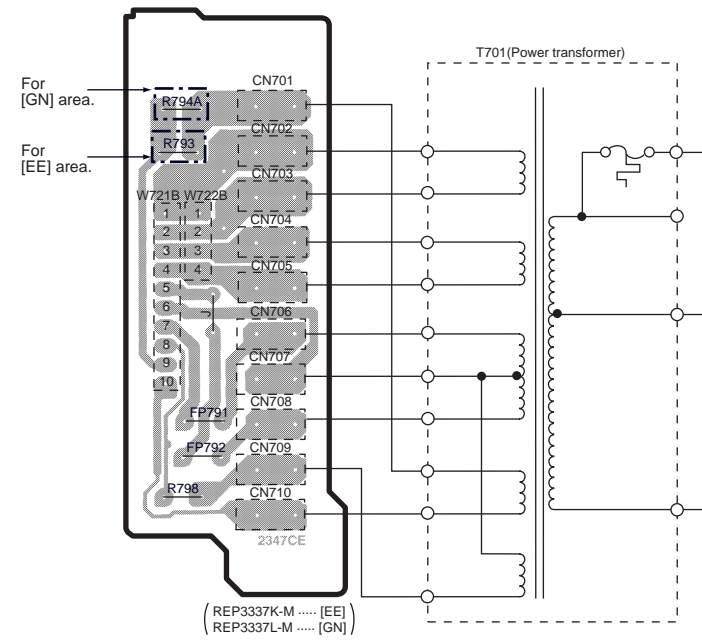 T701(Power transformer)
For
[GN] area.
R794A
CN701
For
[EE] area.
R793
CN702
CN703
W721B W722B
1 1
2 2
3 3
4 4
5
6
7
8
9
10
CN704
CN705
J
CN706
CN707
FP791
CN708
FP792
CN709
R798
CN710
2347CE
( REP3337K-M ····· [EE] )
( REP3337L-M ····· [GN] )